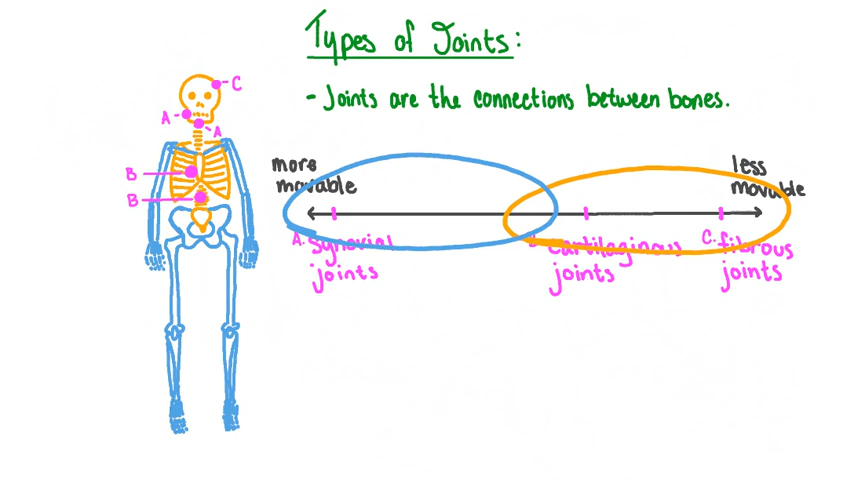 Types of Joints:
- Joints are the connections between bones.
C
A
A
B
B
more
movable
less
movable
A. Synovial
joints
B. Cartilaginous
joints
C. fibrous
joints